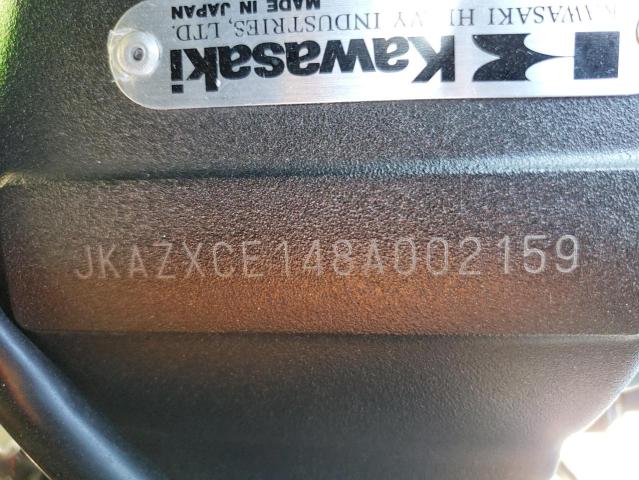 MADE IN JAPAN
KAWASAKI HEAVY INDUSTRIES, LTD.
Kawasaki
JKAZXCE148A002159